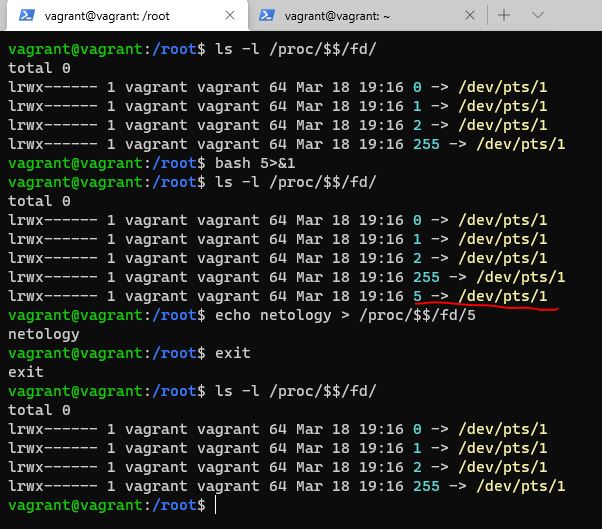 vagrant@vagrant: /root
vagrant@vagrant: ~
vagrant@vagrant:/root$ ls -l /proc/$$/fd/
total 0
lrwx------ 1 vagrant vagrant 64 Mar 18 19:16 0 -> /dev/pts/1
lrwx------ 1 vagrant vagrant 64 Mar 18 19:16 1 -> /dev/pts/1
lrwx------ 1 vagrant vagrant 64 Mar 18 19:16 2 -> /dev/pts/1
lrwx------ 1 vagrant vagrant 64 Mar 18 19:16 255 -> /dev/pts/1
vagrant@vagrant:/root$ bash 5>&1
vagrant@vagrant:/root$ ls -l /proc/$$/fd/
total 0
lrwx------ 1 vagrant vagrant 64 Mar 18 19:16 0 -> /dev/pts/1
lrwx------ 1 vagrant vagrant 64 Mar 18 19:16 1 -> /dev/pts/1
lrwx------ 1 vagrant vagrant 64 Mar 18 19:16 2 -> /dev/pts/1
lrwx------ 1 vagrant vagrant 64 Mar 18 19:16 255 -> /dev/pts/1
lrwx------ 1 vagrant vagrant 64 Mar 18 19:16 5 -> /dev/pts/1
vagrant@vagrant:/root$ echo netology > /proc/$$/fd/5
netology
vagrant@vagrant:/root$ exit
exit
vagrant@vagrant:/root$ ls -l /proc/$$/fd/
total 0
lrwx------ 1 vagrant vagrant 64 Mar 18 19:16 0 -> /dev/pts/1
lrwx------ 1 vagrant vagrant 64 Mar 18 19:16 1 -> /dev/pts/1
lrwx------ 1 vagrant vagrant 64 Mar 18 19:16 2 -> /dev/pts/1
lrwx------ 1 vagrant vagrant 64 Mar 18 19:16 255 -> /dev/pts/1
vagrant@vagrant:/root$